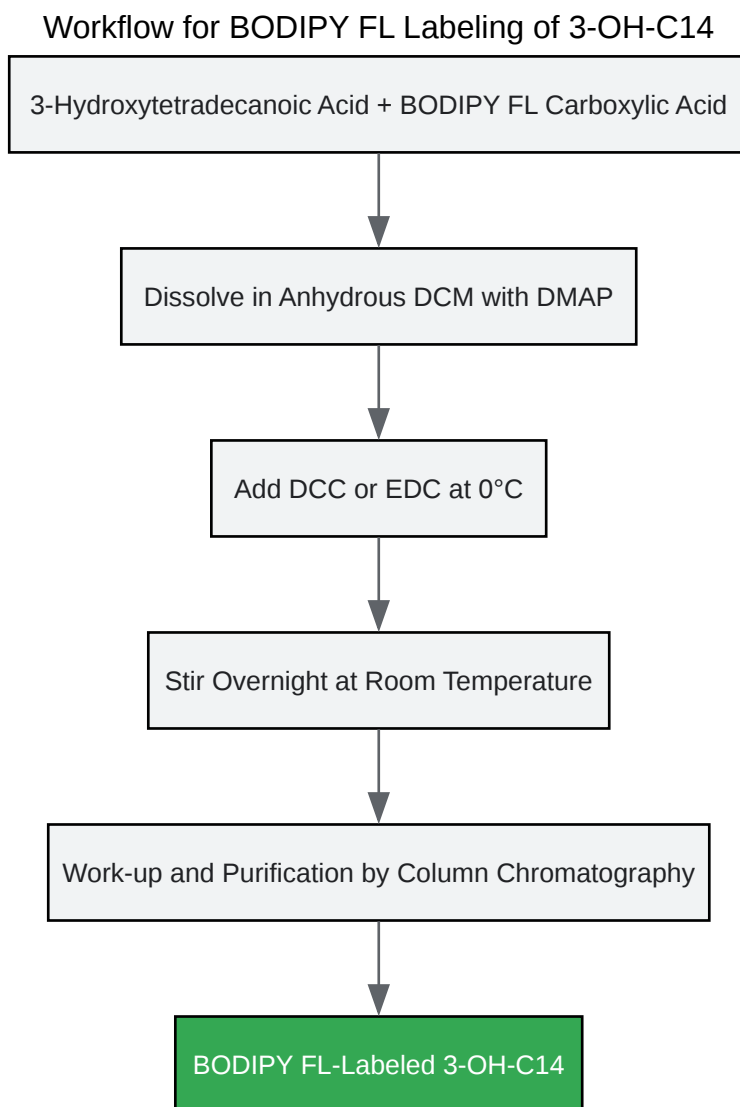 Workflow for BODIPY FL Labeling of 3-OH-C14
3-Hydroxytetradecanoic Acid + BODIPY FL Carboxylic Acid
Dissolve in Anhydrous DCM with DMAP
Add DCC or EDC at 0°C
Stir Overnight at Room Temperature
Work-up and Purification by Column Chromatography
BODIPY FL-Labeled 3-OH-C14